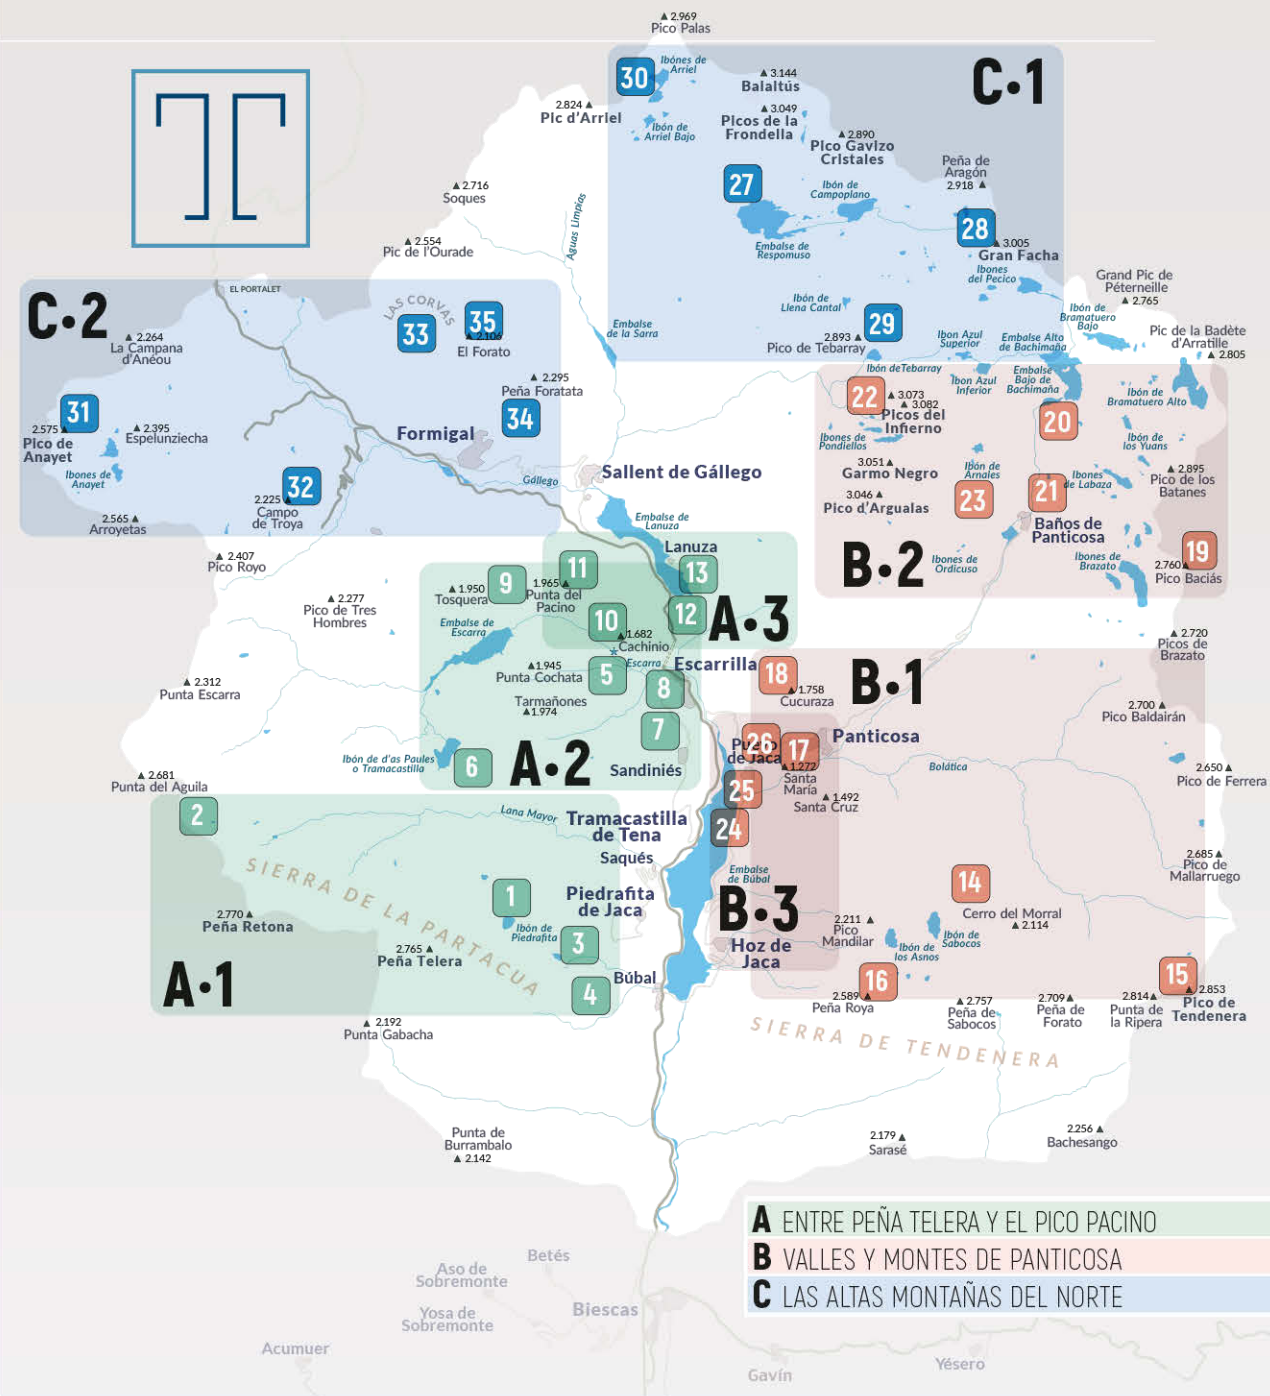 ▲ 2.969
Pico Palas
30
Ibónes de
Arriel
▲ 3.144
Balaltús
C·1
2.824 ▲
Pic d'Arriel
Ibón de
Arriel Bajo
▲ 3.049
Picos de la
Frondella
▲ 2.890
Pico Gavizo
Cristales
Peña de
Aragón
2.918 ▲
27
Ibón de
Campoplano
▲ 2.716
Soques
Aguas Limpias
28
▲ 3.005
Gran Facha
Embalse de
Respomuso
▲ 2.554
Pic de l'Ourade
Ibones
del Pecico
Grand Pic de
Péterneille
▲ 2.765
EL PORTALET
C·2
LAS CORVAS
33
35
2.106
El Forato
Ibón de
Llena Cantal
29
Ibón de
Bramatuero
Bajo
Embalse
de la Sarra
2.893 ▲
Pico de Tebarray
Ibon Azul
Superior
Embalse Alto
de Bachimaña
Pic de la Badète
d'Arratille
▲ 2.805
▲ 2.264
La Campana
d'Anéou
Ibón de Tebarray
Ibon Azul
Inferior
Embalse
Bajo de
Bachimaña
▲ 2.295
Peña Foratata
34
22
▲ 3.073
▲ 3.082
Picos del
Infierno
20
Ibón de
Bramatuero Alto
31
2.575 ▲
Pico de
Anayet
▲ 2.395
Espelunziecha
Formigal
Ibones de
Pondiellos
Ibón de
los Yuans
Ibones de
Anayet
32
2.225 ▲
Campo
de Troya
Gállego
Sallent de Gállego
3.051 ▲
Garmo Negro
Ibón de
Arnales
23
21
Ibones
de Labaza
▲ 2.895
Pico de los
Batanes
3.046 ▲
Pico d'Argualas
2.565 ▲
Arroyetas
Embalse de
Lanuza
Baños de
Panticosa
Lanuza
B·2
Ibones de
Ordicuso
Ibones de
Brazato
19
2.760 ▲
Pico Baciás
▲ 2.407
Pico Royo
11
13
9
▲ 1.950
Tosquera
1.965 ▲
Punta del
Pacino
▲ 2.277
Pico de Tres
Hombres
10
12
A·3
Embalse de
Escarra
▲ 1.682
Cachinio
▲ 2.720
Picos de
Brazato
▲ 1.945
Punta Cochata
5
Escarra
Escarrilla
18
▲ 1.758
Cucuraza
B·1
▲ 2.312
Punta Escarra
Tarmañones
▲ 1.974
8
2.700 ▲
Pico Baldairán
7
26
17
Pueyo
de Jaca
Panticosa
Ibón de d'as Paules
o Tramacastilla
6
A·2
Sandiniés
▲ 1.272
Santa
María
Bolática
2.650 ▲
Pico de Ferrera
▲ 2.681
Punta del Aguila
25
▲ 1.492
Santa Cruz
2
Lana Mayor
Tramacastilla
de Tena
24
Saqués
Embalse
de Búbal
2.685 ▲
Pico de
Mallarruego
SIERRA DE LA PARTACUA
1
Piedrafita
de Jaca
14
2.770 ▲
Peña Retona
Ibón de
Piedrafita
B·3
2.211 ▲
Pico
Mandilar
Cerro del Morral
▲ 2.114
2.765 ▲
Peña Telera
3
Hoz de
Jaca
Ibón de
los Asnos
Ibón de
Sabocos
A·1
4
Búbal
16
2.589 ▲
Peña Roya
15
▲ 2.853
Pico de
Tendenera
▲ 2.757
Peña de
Sabocos
2.709 ▲
Peña de
Forato
2.814 ▲
Punta de
la Ripera
▲ 2.192
Punta Gabacha
SIERRA DE TENDENERA
Punta de
Burrambalo
▲ 2.142
2.179 ▲
Sarasé
2.256 ▲
Bachesango
A ENTRE PEÑA TELERA Y EL PICO PACINO
B VALLES Y MONTES DE PANTICOSA
C LAS ALTAS MONTAÑAS DEL NORTE
Betés
Aso de
Sobremonte
Yosa de
Sobremonte
Biescas
Acumuer
Gavín
Yésero